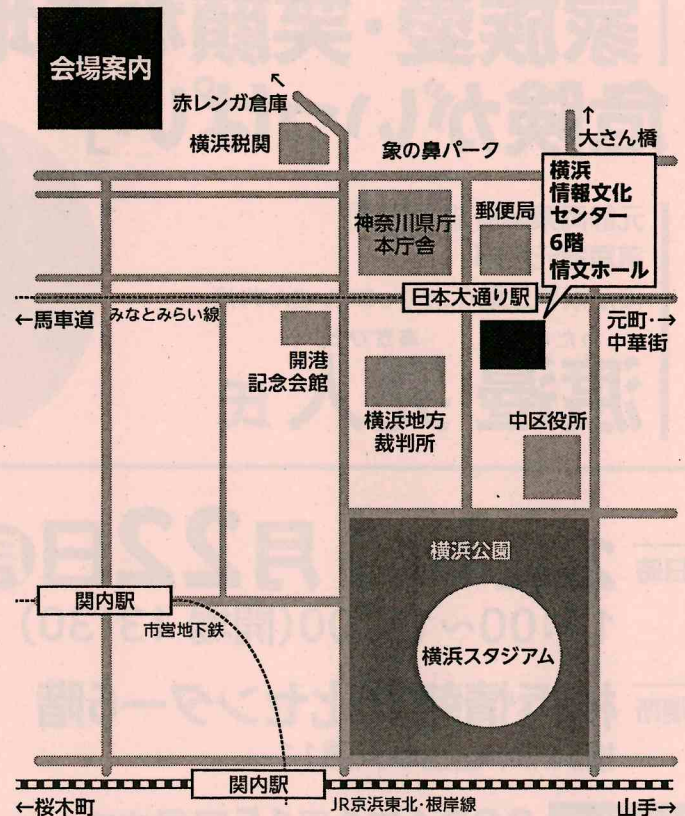 会場案内
↖
赤レンガ倉庫
横浜税関
象の鼻パーク
↑
大さん橋
神奈川県庁
本庁舎
郵便局
横浜
情報文化
センター
6階
情文ホール
日本大通り駅
←馬車道
みなとみらい線
元町・→
中華街
開港
記念会館
横浜地方
裁判所
中区役所
横浜公園
横浜スタジアム
関内駅
市営地下鉄
関内駅
←桜木町
JR京浜東北・根岸線
山手→